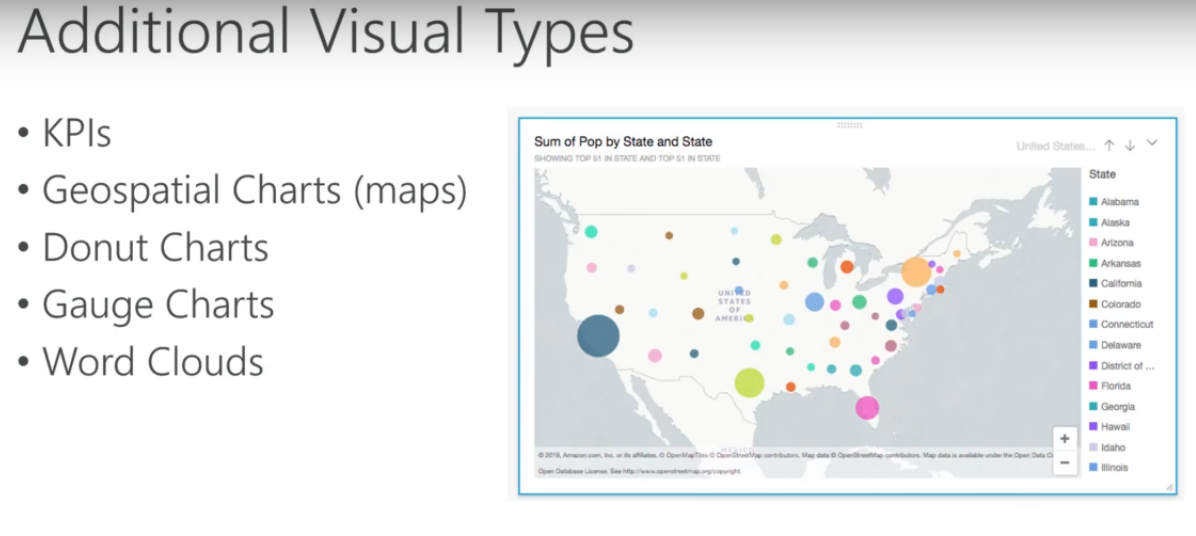 Additional Visual Types
• KPIs
• Geospatial Charts (maps)
• Donut Charts
• Gauge Charts
• Word Clouds
Sum of Pop by State and State
SHOWING TOP 51 IN STATE AND TOP 51 IN STATE
United States...
State
Alabama
Alaska
Arizona
Arkansas
California
Colorado
Connecticut
Delaware
District of ...
Florida
Georgia
Hawaii
Idaho
Illinois
UNITED
STATES
OF
AMERICA
MEXICO
+
−
© 2018, Amazon.com, Inc. or its affiliates. © OpenMapTiles © OpenStreetMap contributors. Map data © OpenStreetMap contributors. Map data is available under the Open Data C
Open Database License. See http://www.openstreetmap.org/copyright.